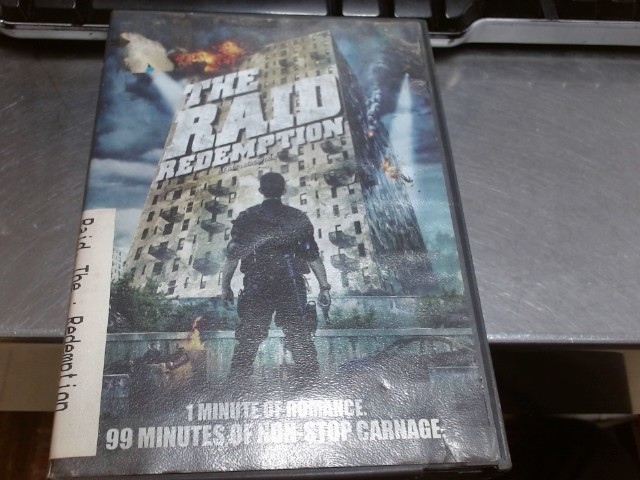 THE
RAID
REDEMPTION
Raid The: Redemption
1 MINUTE OF ROMANCE.
99 MINUTES OF NON-STOP CARNAGE.